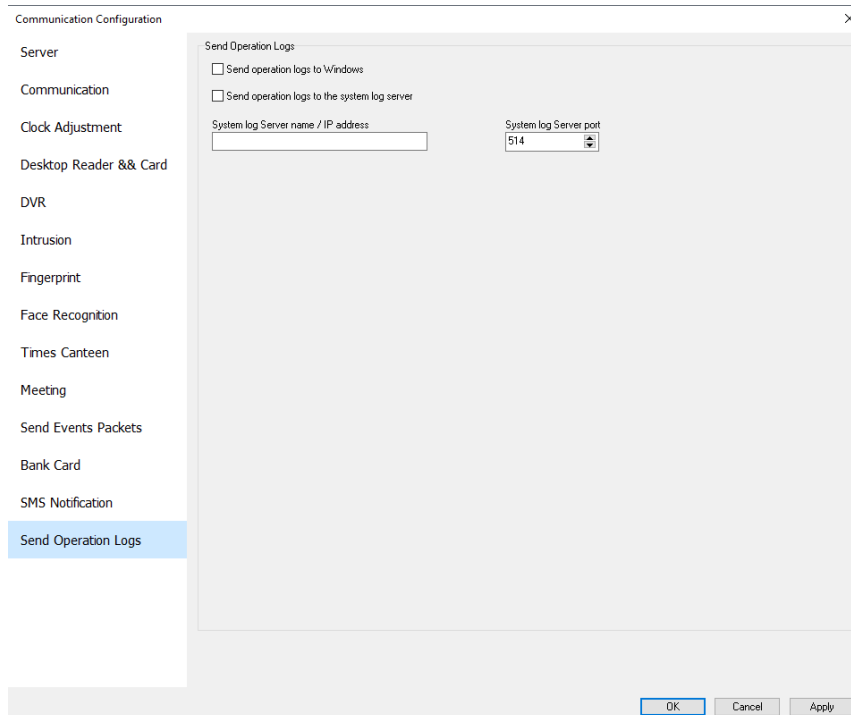 Communication Configuration
Server
Communication
Clock Adjustment
Desktop Reader && Card
DVR
Intrusion
Fingerprint
Face Recognition
Times Canteen
Meeting
Send Events Packets
Bank Card
SMS Notification
Send Operation Logs
Send Operation Logs
Send operation logs to Windows
Send operation logs to the system log server
System log Server name / IP address
System log Server port
514
OK
Cancel
Apply